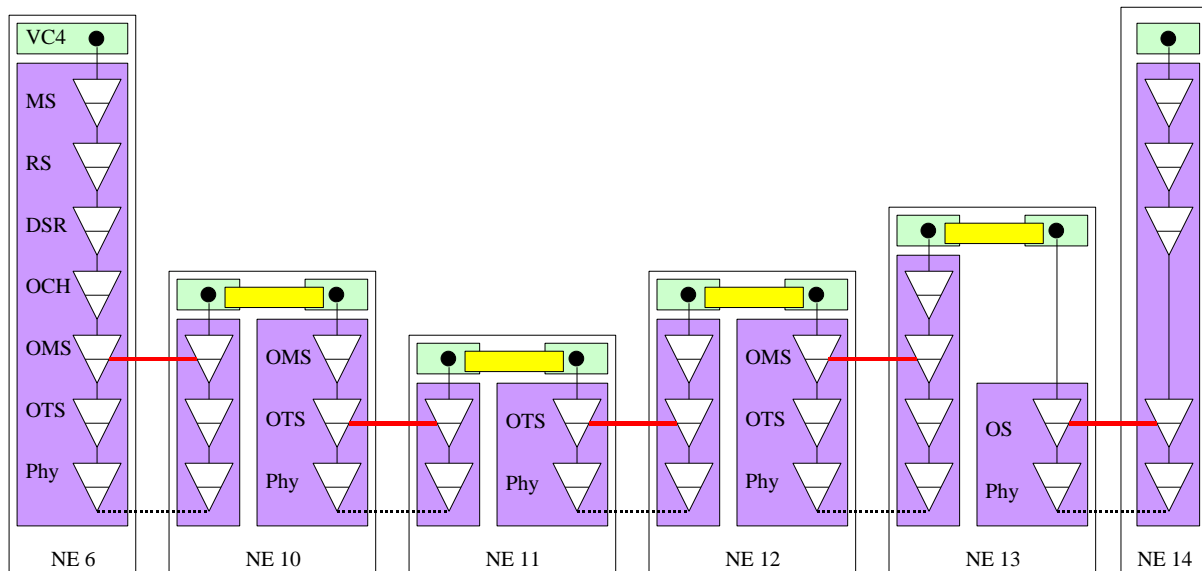 VC4
MS
RS
DSR
OCH
OMS
OTS
Phy
NE 6
OMS
OTS
Phy
NE 10
OTS
Phy
NE 11
OMS
OTS
Phy
NE 12
OS
Phy
NE 13
NE 14